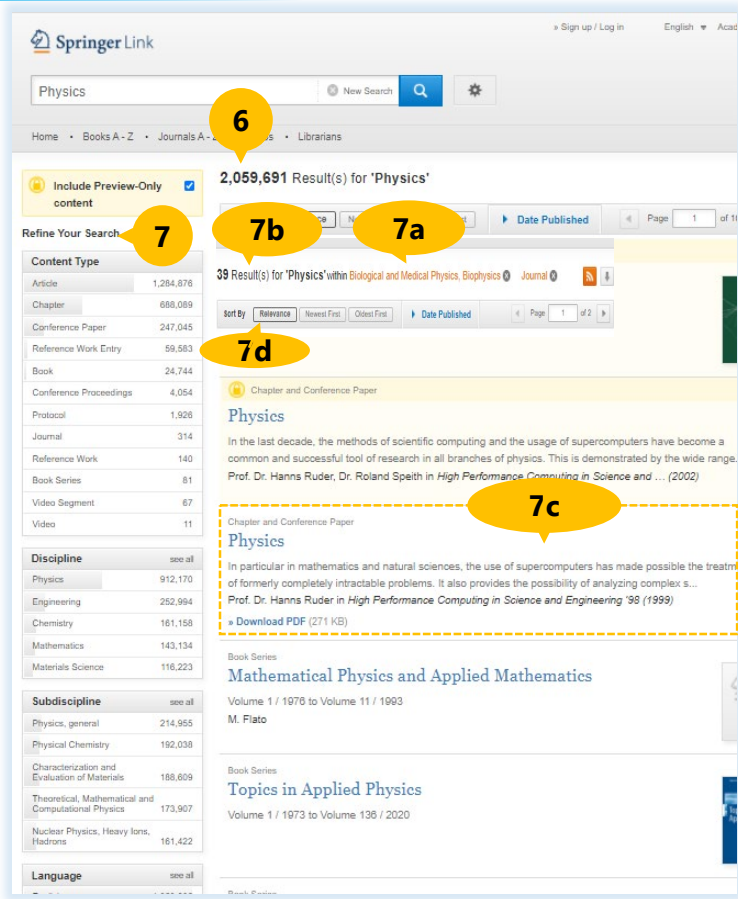 Springer Link
» Sign up / Log in English Acad
Physics New Search
6
Home • Books A - Z • Journals A - • Librarians
2,059,691 Result(s) for 'Physics'
Include Preview-Only
content
Date Published Page 1 of
Refine Your Search
7
7b
7a
Content Type
Article 1,284,876
Chapter 688,089
Conference Paper 247,045
Reference Work Entry 59,583
Book 24,744
Conference Proceedings 4,054
Protocol 1,926
Journal 314
Reference Work 140
Book Series 81
Video Segment 67
Video 11
39 Result(s) for 'Physics' within Biological and Medical Physics, Biophysics Journal
Sort By Relevance Newest First Oldest First Date Published Page 1 of 2
7d
Chapter and Conference Paper
Physics
In the last decade, the methods of scientific computing and the usage of supercomputers have become a
common and successful tool of research in all branches of physics. This is demonstrated by the wide range.
Prof. Dr. Hanns Ruder, Dr. Roland Speith in High Performance Computing in Science and … (2002)
7c
Chapter and Conference Paper
Physics
In particular in mathematics and natural sciences, the use of supercomputers has made possible the treatm
of formerly completely intractable problems. It also provides the possibility of analyzing complex s...
Prof. Dr. Hanns Ruder in High Performance Computing in Science and Engineering '98 (1999)
» Download PDF (271 KB)
Discipline see all
Physics 912,170
Engineering 252,994
Chemistry 161,158
Mathematics 143,134
Materials Science 116,223
Book Series
Mathematical Physics and Applied Mathematics
Volume 1 / 1976 to Volume 11 / 1993
M. Flato
Subdiscipline see all
Physics, general 214,955
Physical Chemistry 192,038
Characterization and
Evaluation of Materials 188,609
Theoretical, Mathematical and
Computational Physics 173,907
Nuclear Physics, Heavy Ions,
Hadrons 161,422
Book Series
Topics in Applied Physics
Volume 1 / 1973 to Volume 136 / 2020
Language see all